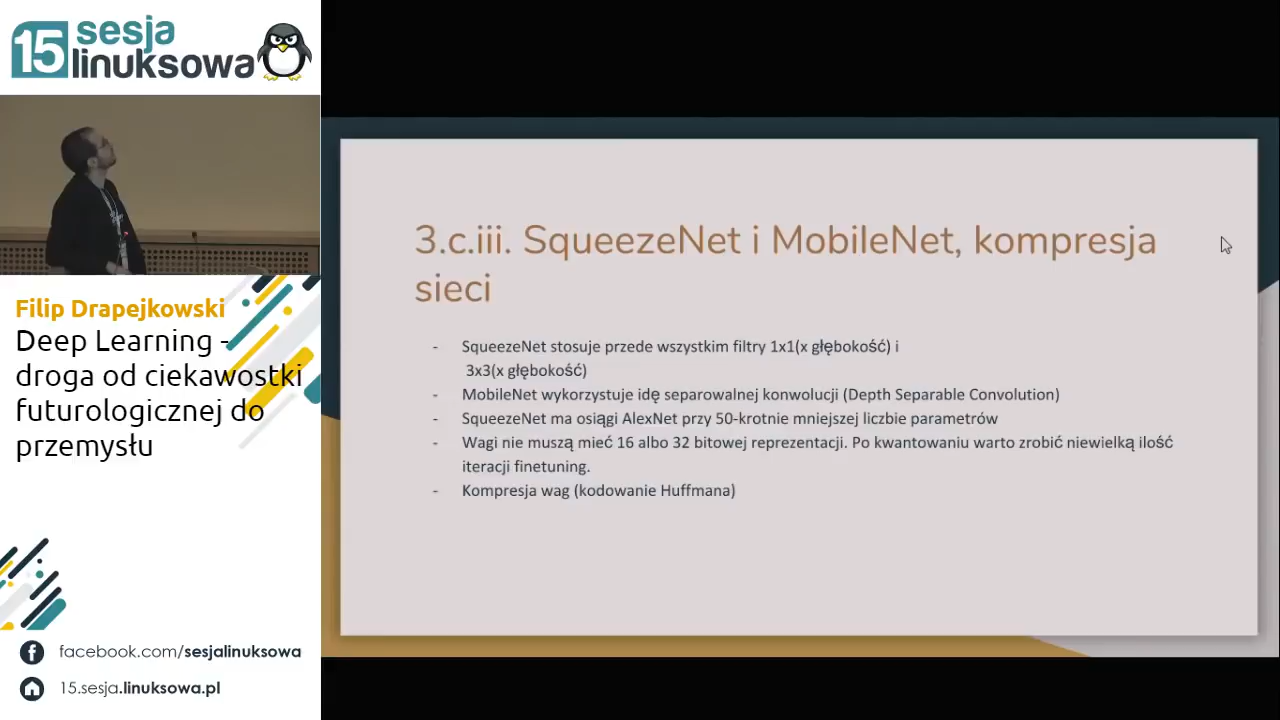 15 sesja
linuksowa
Filip Drapejkowski
Deep Learning -
droga od ciekawostki
futurologicznej do
przemysłu
facebook.com/sesjalinuksowa
15.sesja.linuksowa.pl
3.c.iii. SqueezeNet i MobileNet, kompresja
sieci
- SqueezeNet stosuje przede wszystkim filtry 1x1(x głębokość) i
3x3(x głębokość)
- MobileNet wykorzystuje idę separowalnej konwolucji (Depth Separable Convolution)
- SqueezeNet ma osiągi AlexNet przy 50-krotnie mniejszej liczbie parametrów
- Wagi nie muszą mieć 16 albo 32 bitowej reprezentacji. Po kwantowaniu warto zrobić niewielką ilość
iteracji finetuning.
- Kompresja wag (kodowanie Huffmana)